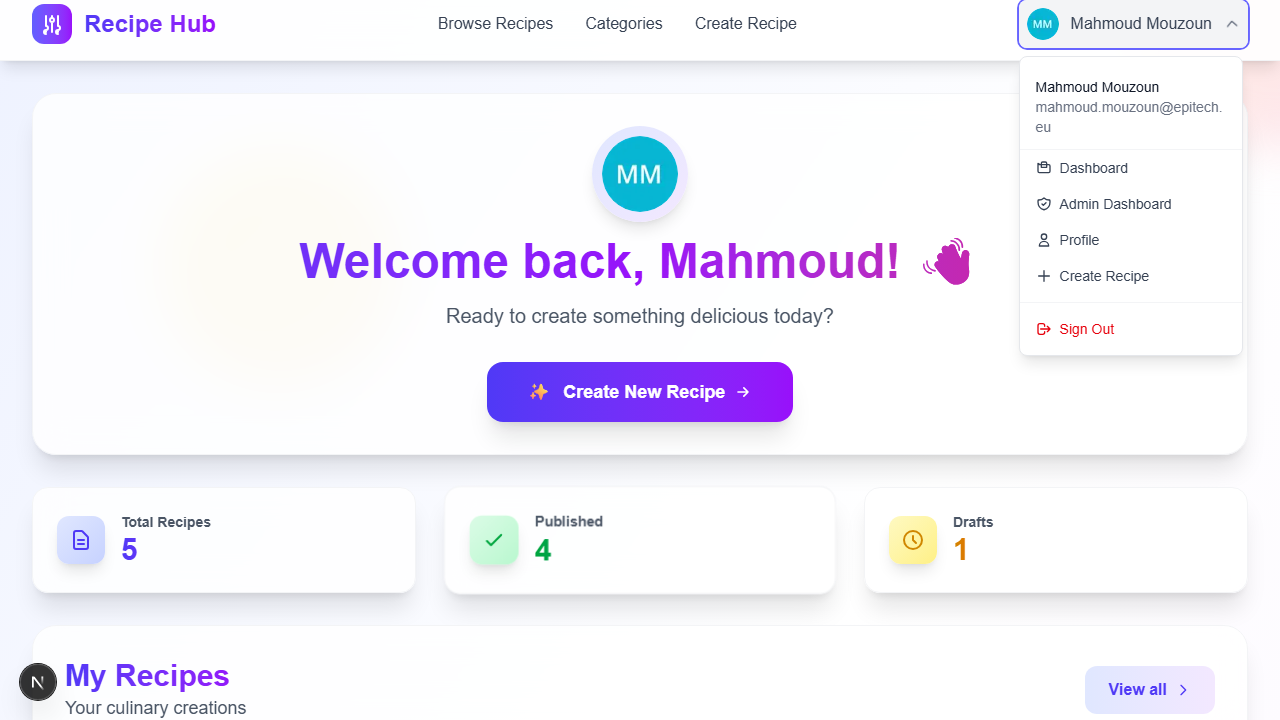 Recipe Hub
Browse Recipes
Categories
Create Recipe
MM
Mahmoud Mouzoun
Mahmoud Mouzoun
mahmoud.mouzoun@epitech.
eu
Dashboard
Admin Dashboard
Profile
Create Recipe
Sign Out
MM
Welcome back, Mahmoud! 👋
Ready to create something delicious today?
✨ Create New Recipe →
Total Recipes
5
Published
4
Drafts
1
My Recipes
Your culinary creations
View all
N